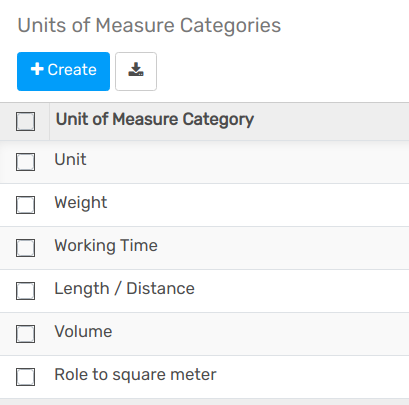 Units of Measure Categories
Create
Unit of Measure Category
Unit
Weight
Working Time
Length / Distance
Volume
Role to square meter